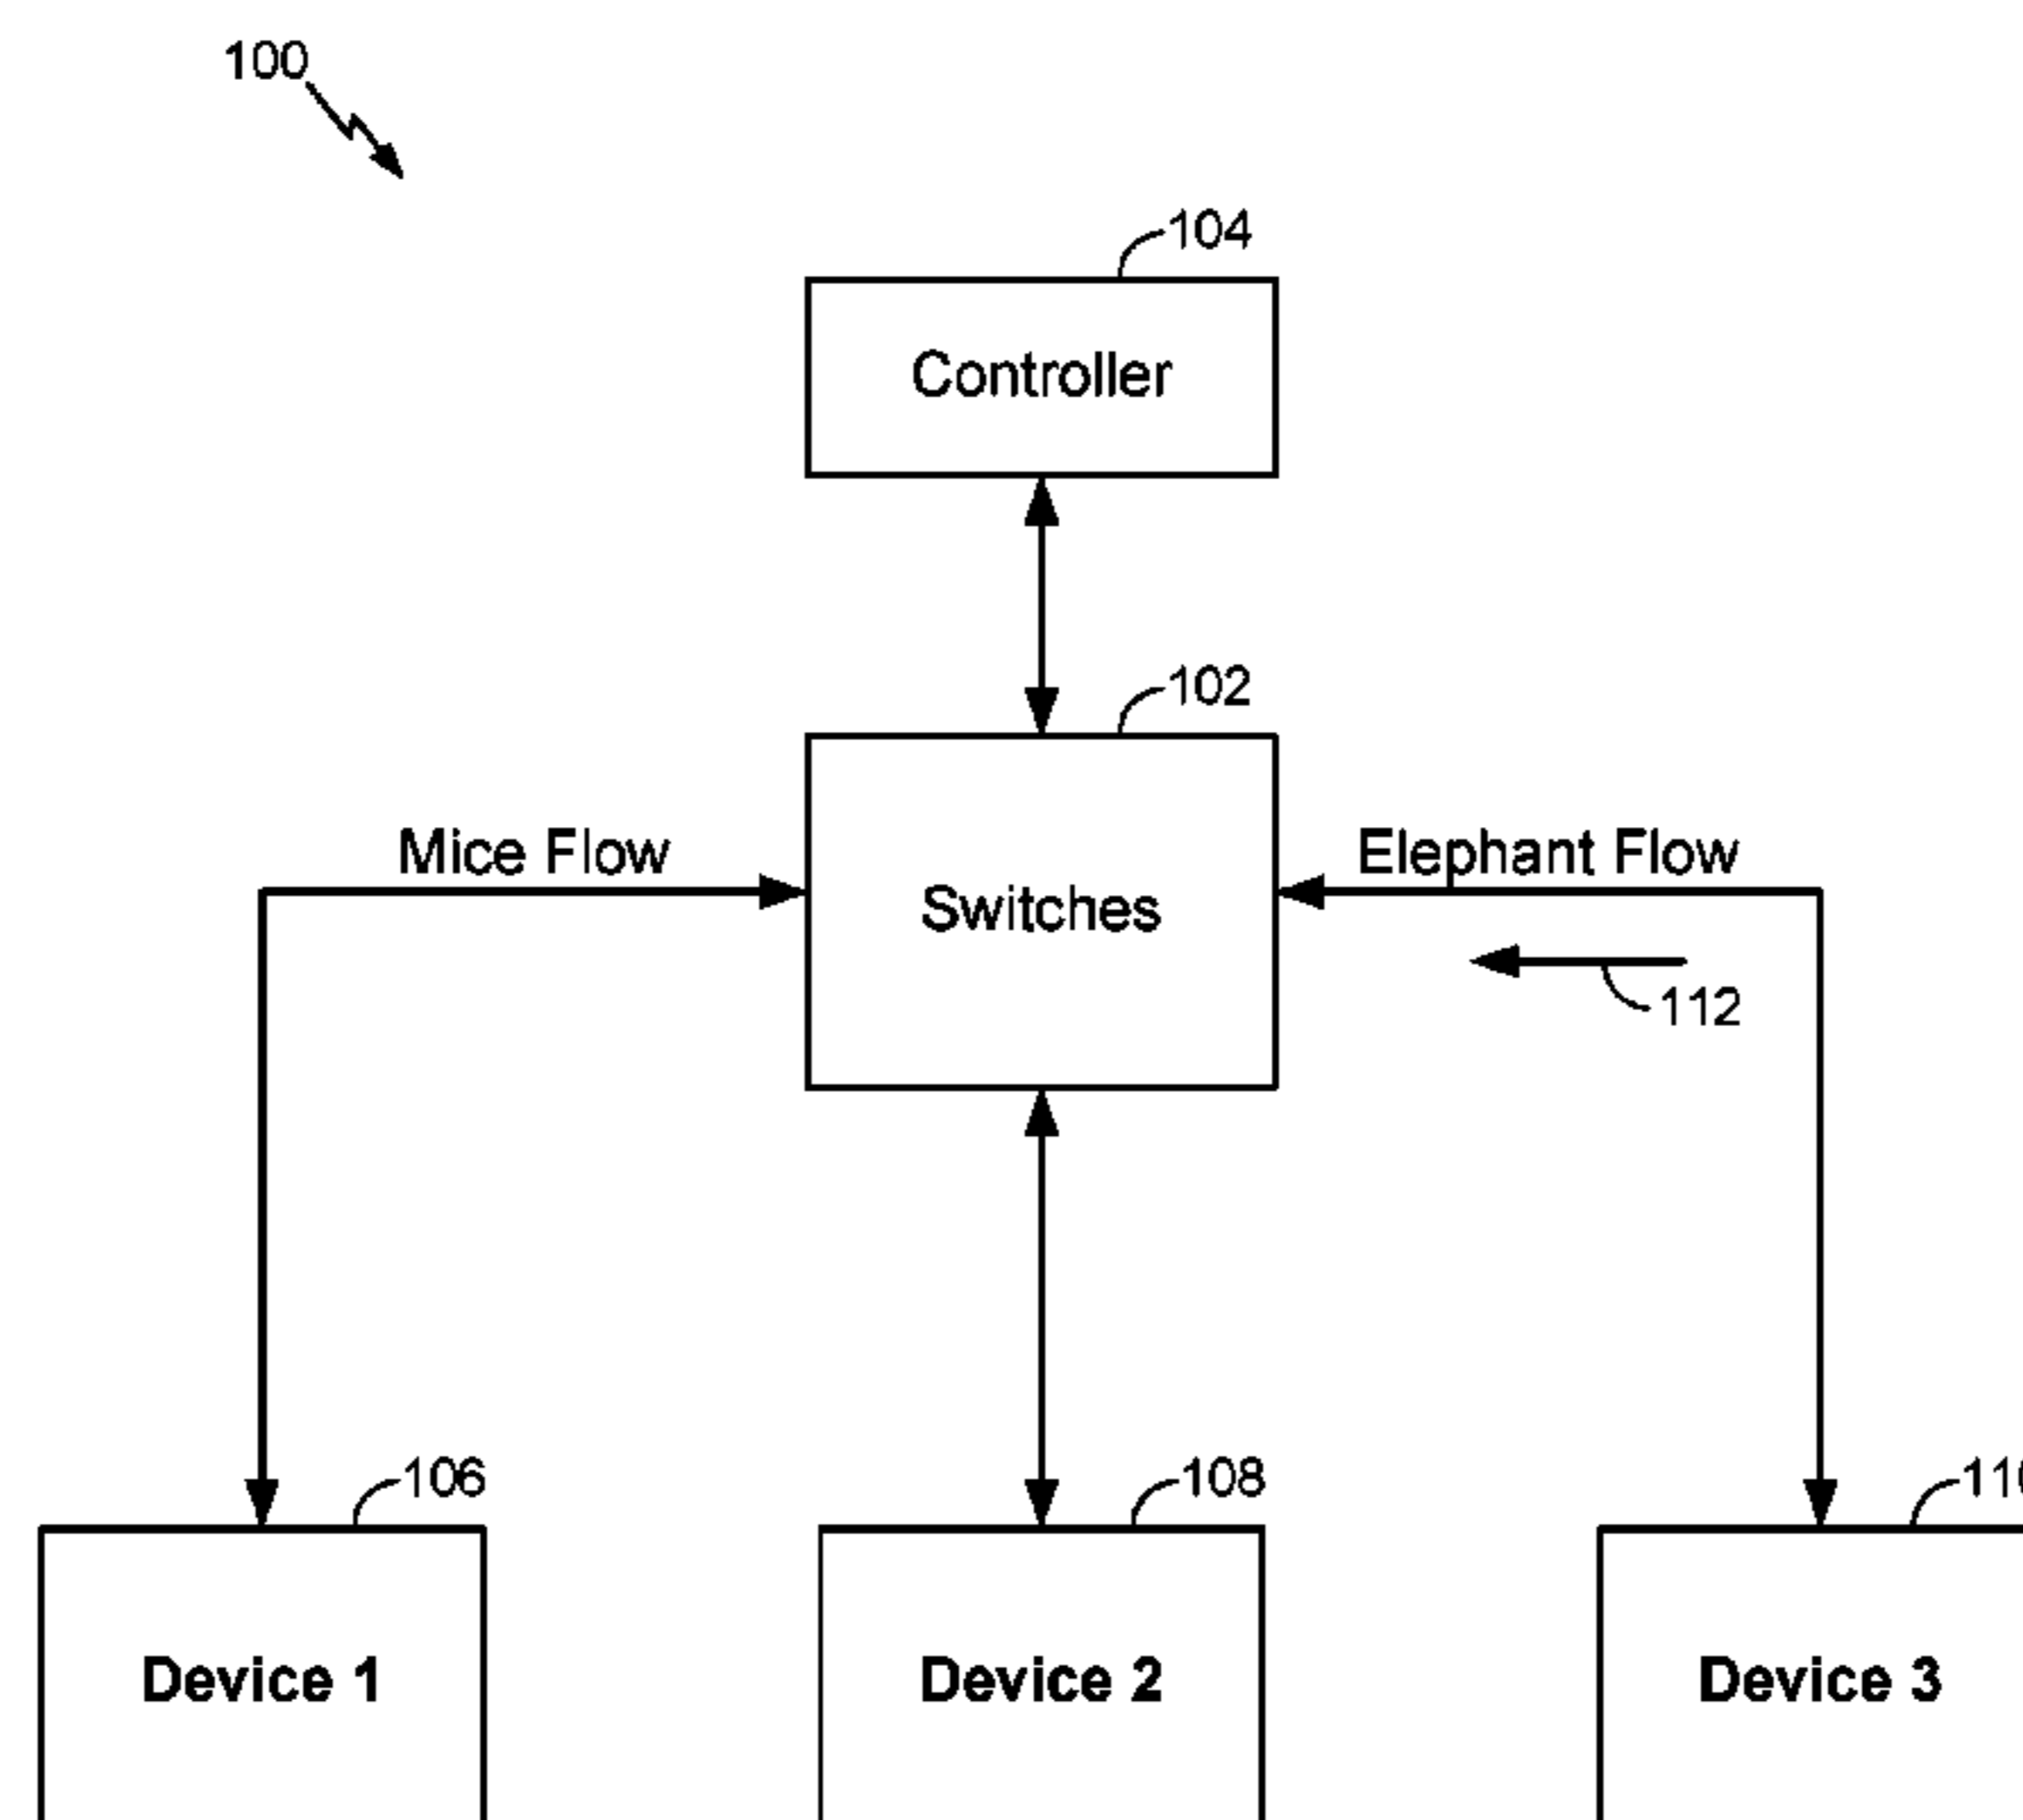 100
104
Controller
102
Mice Flow
Elephant Flow
Switches
112
106
108
Device 1
Device 2
Device 3